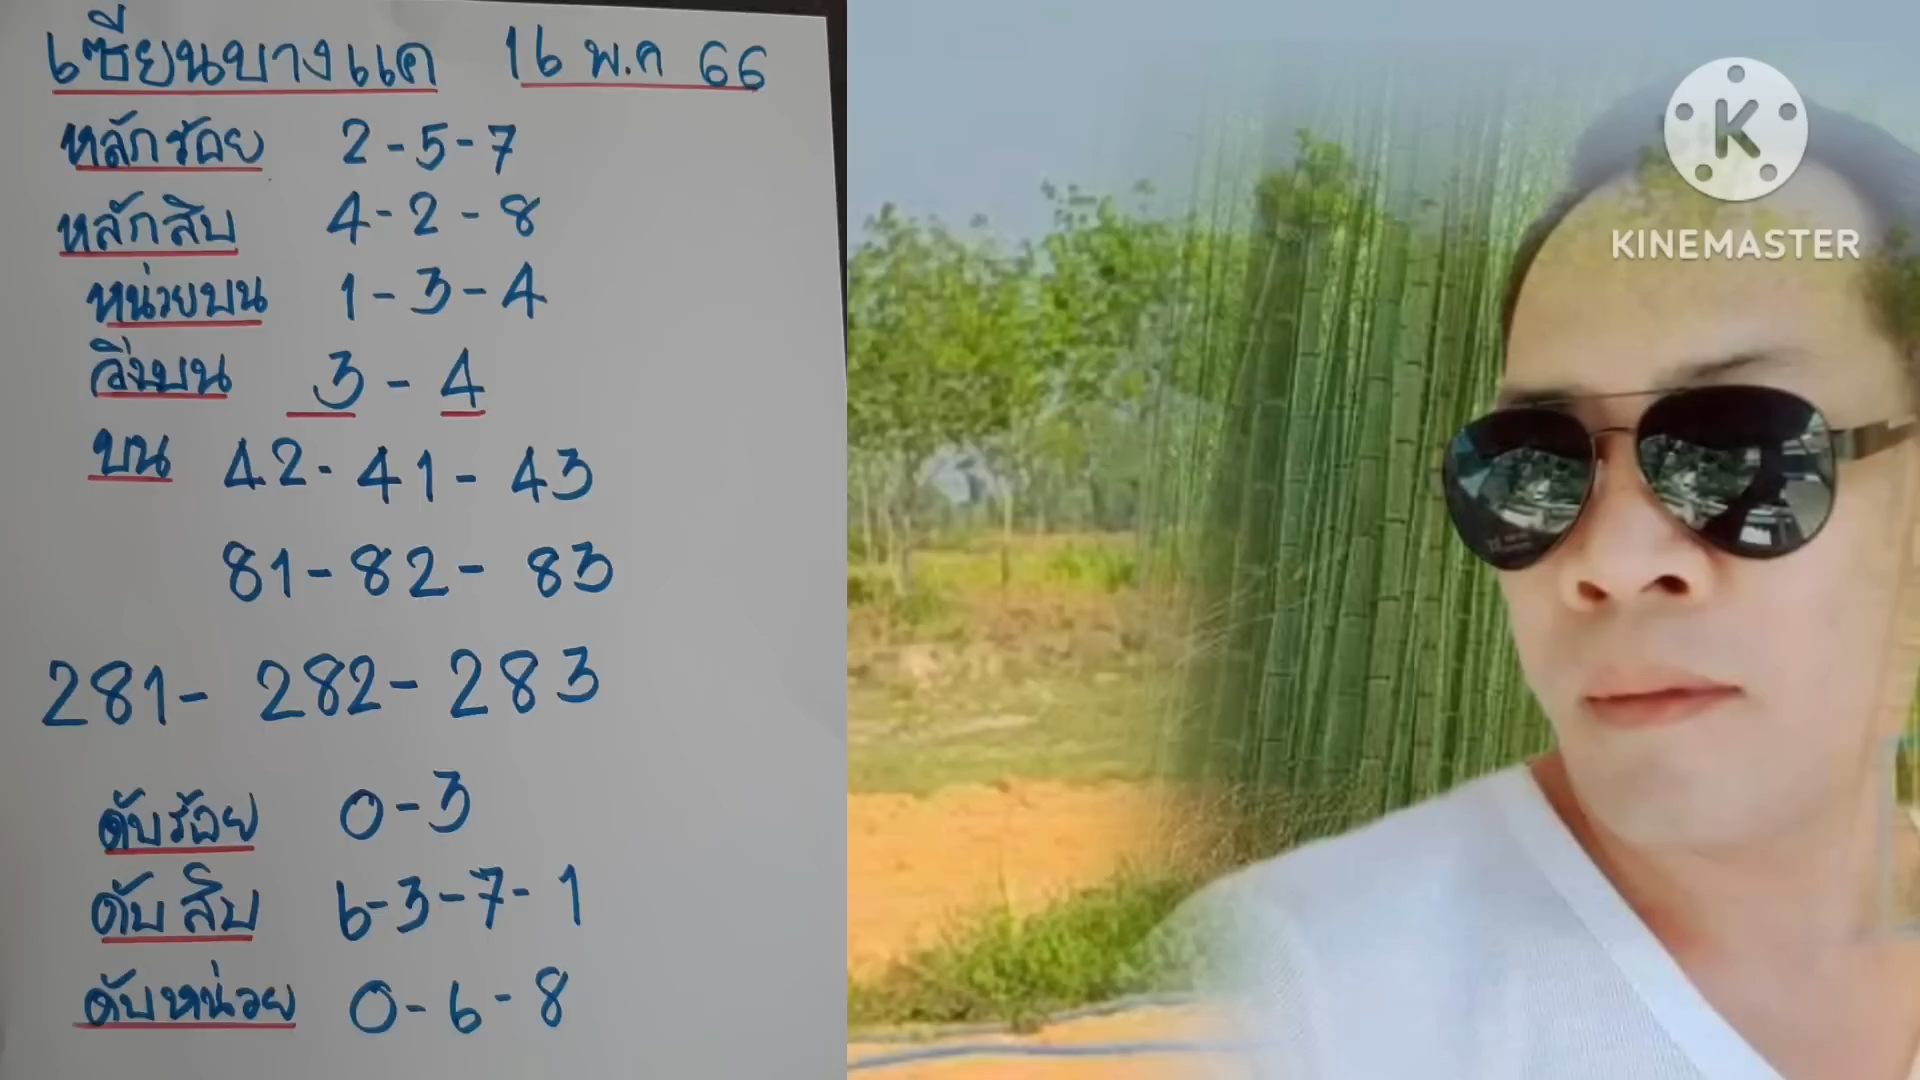 เซียนบางแค 16 พ.ค 66
หลักร้อย 2-5-7
หลักสิบ 4-2-8
หน่วยบน 1-3-4
วิ่งบน 3-4
บน 42-41-43
81-82-83
281-282-283
ดับร้อย 0-3
ดับสิบ 6-3-7-1
ดับหน่วย 0-6-8
K
KINEMASTER